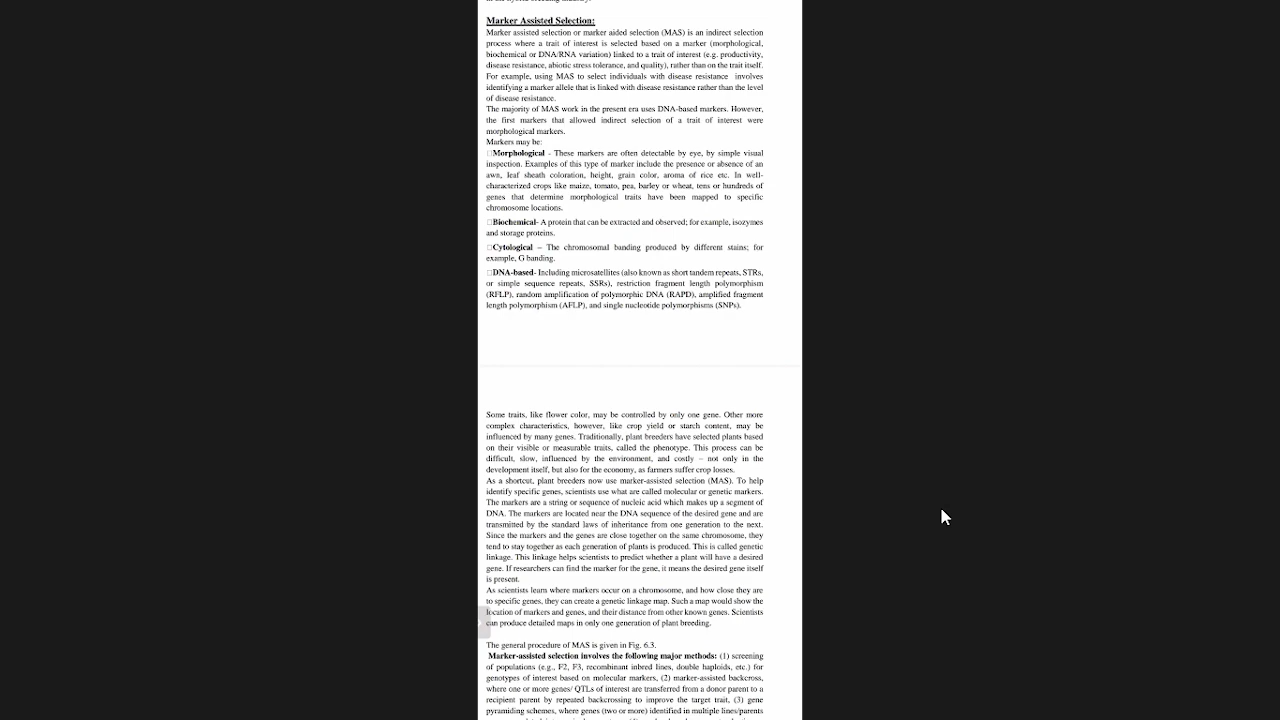 Marker Assisted Selection:
Marker assisted selection or marker aided selection (MAS) is an indirect selection
process where a trait of interest is selected based on a marker (morphological,
biochemical or DNA/RNA variation) linked to a trait of interest (e.g. productivity,
disease resistance, abiotic stress tolerance, and quality), rather than on the trait itself.
For example, using MAS to select individuals with disease resistance involves
identifying a marker allele that is linked with disease resistance rather than the level
of disease resistance.
The majority of MAS work in the present era uses DNA-based markers. However,
the first markers that allowed indirect selection of a trait of interest were
morphological markers.
Markers may be:
□Morphological - These markers are often detectable by eye, by simple visual
inspection. Examples of this type of marker include the presence or absence of an
awn, leaf sheath coloration, height, grain color, aroma of rice etc. In well-
characterized crops like maize, tomato, pea, barley or wheat, tens or hundreds of
genes that determine morphological traits have been mapped to specific
chromosome locations.
□Biochemical- A protein that can be extracted and observed; for example, isozymes
and storage proteins.
□Cytological – The chromosomal banding produced by different stains; for
example, G banding.
□DNA-based- Including microsatellites (also known as short tandem repeats, STRs,
or simple sequence repeats, SSRs), restriction fragment length polymorphism
(RFLP), random amplification of polymorphic DNA (RAPD), amplified fragment
length polymorphism (AFLP), and single nucleotide polymorphisms (SNPs).
Some traits, like flower color, may be controlled by only one gene. Other more
complex characteristics, however, like crop yield or starch content, may be
influenced by many genes. Traditionally, plant breeders have selected plants based
on their visible or measurable traits, called the phenotype. This process can be
difficult, slow, influenced by the environment, and costly – not only in the
development itself, but also for the economy, as farmers suffer crop losses.
As a shortcut, plant breeders now use marker-assisted selection (MAS). To help
identify specific genes, scientists use what are called molecular or genetic markers.
The markers are a string or sequence of nucleic acid which makes up a segment of
DNA. The markers are located near the DNA sequence of the desired gene and are
transmitted by the standard laws of inheritance from one generation to the next.
Since the markers and the genes are close together on the same chromosome, they
tend to stay together as each generation of plants is produced. This is called genetic
linkage. This linkage helps scientists to predict whether a plant will have a desired
gene. If researchers can find the marker for the gene, it means the desired gene itself
is present.
As scientists learn where markers occur on a chromosome, and how close they are
to specific genes, they can create a genetic linkage map. Such a map would show the
location of markers and genes, and their distance from other known genes. Scientists
can produce detailed maps in only one generation of plant breeding.
The general procedure of MAS is given in Fig. 6.3.
Marker-assisted selection involves the following major methods: (1) screening
of populations (e.g., F2, F3, recombinant inbred lines, double haploids, etc.) for
genotypes of interest based on molecular markers, (2) marker-assisted backcross,
where one or more genes/ QTLs of interest are transferred from a donor parent to a
recipient parent by repeated backcrossing to improve the target trait, (3) gene
pyramiding schemes, where genes (two or more) identified in multiple lines/parents